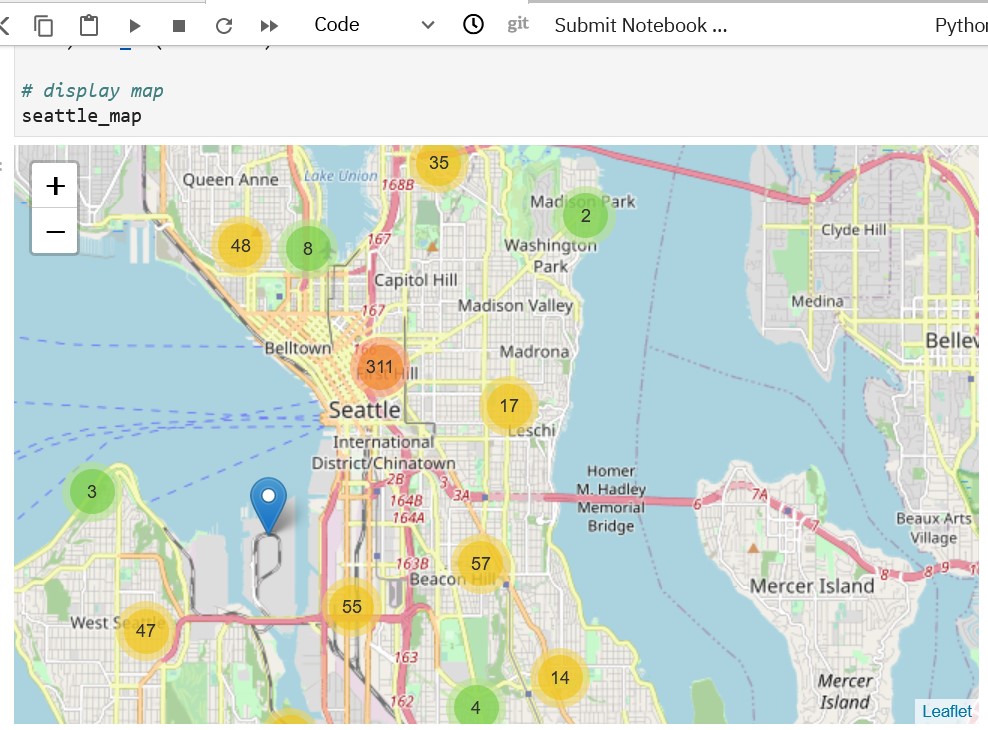 Code
git
Submit Notebook ...
# display map
seattle_map
+
−
35
Queen Anne
Lake Union
168B
Madison Park
2
48
8
167
Washington
Park
Clyde Hill
Capitol Hill
Madison Valley
Medina
167
Belltown
Madrona
Bellev
311
17
Seattle
Leschi
International
District/Chinatown
Homer
M. Hadley
Memorial
Bridge
3
2B
3
3A
164B
164A
6
7A
7
Beaux Arts
Village
163B
57
Beacon Hill
8
8
9
Mercer Island
55
West Seattle
47
163
14
162
4
Mercer
Island
Leaflet